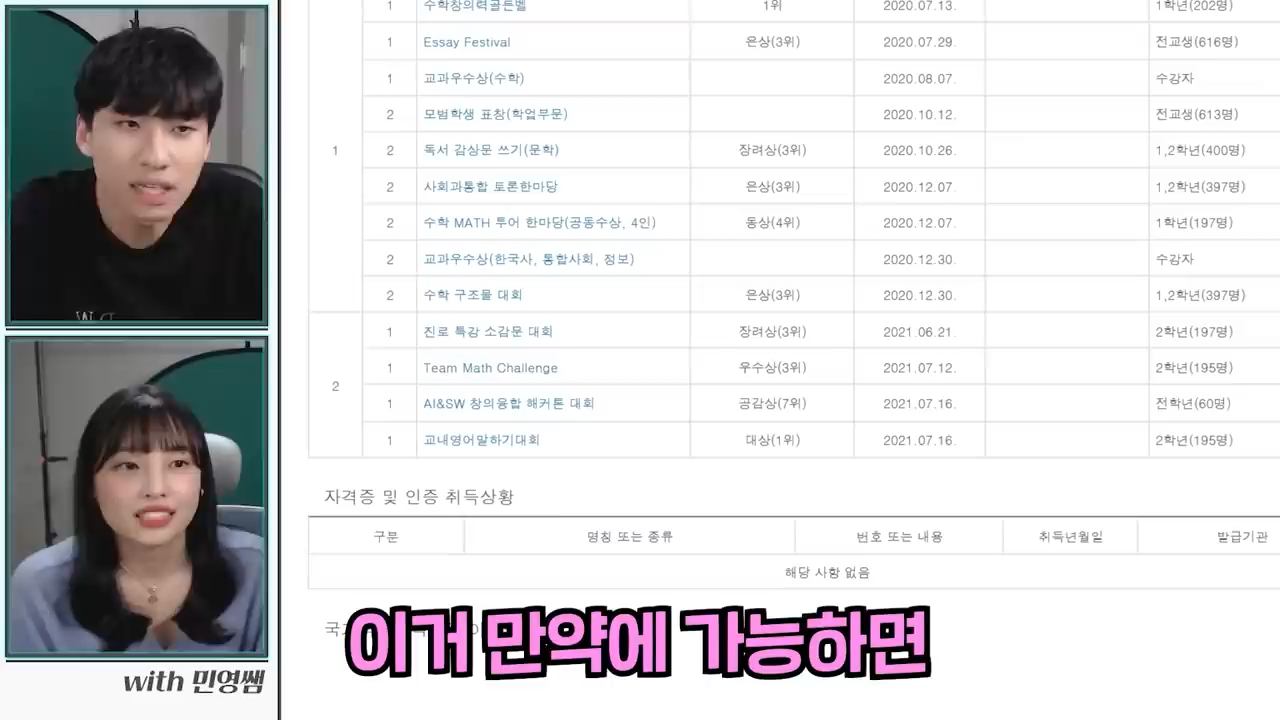 1 수학창의력골든벨 1위 2020.07.13. 1학년(202명)
1 Essay Festival 은상(3위) 2020.07.29. 전교생(616명)
1 교과우수상(수학) 2020.08.07. 수강자
2 모범학생 표창(학업부문) 2020.10.12. 전교생(613명)
1 2 독서 감상문 쓰기(문학) 장려상(3위) 2020.10.26. 1,2학년(400명)
2 사회과통합 토론한마당 은상(3위) 2020.12.07. 1,2학년(397명)
2 수학 MATH 투어 한마당(공동수상, 4인) 동상(4위) 2020.12.07. 1학년(197명)
2 교과우수상(한국사, 통합사회, 정보) 2020.12.30. 수강자
2 수학 구조물 대회 은상(3위) 2020.12.30. 1,2학년(397명)
1 진로 특강 소감문 대회 장려상(3위) 2021.06.21. 2학년(197명)
1 Team Math Challenge 우수상(3위) 2021.07.12. 2학년(195명)
2
1 AI&SW 창의융합 해커톤 대회 공감상(7위) 2021.07.16. 전학년(60명)
1 교내영어말하기대회 대상(1위) 2021.07.16. 2학년(195명)
자격증 및 인증 취득상황
구분 명칭 또는 종류 번호 또는 내용 취득년월일 발급기관
해당 사항 없음
이거 만약에 가능하면
with 민영쌤